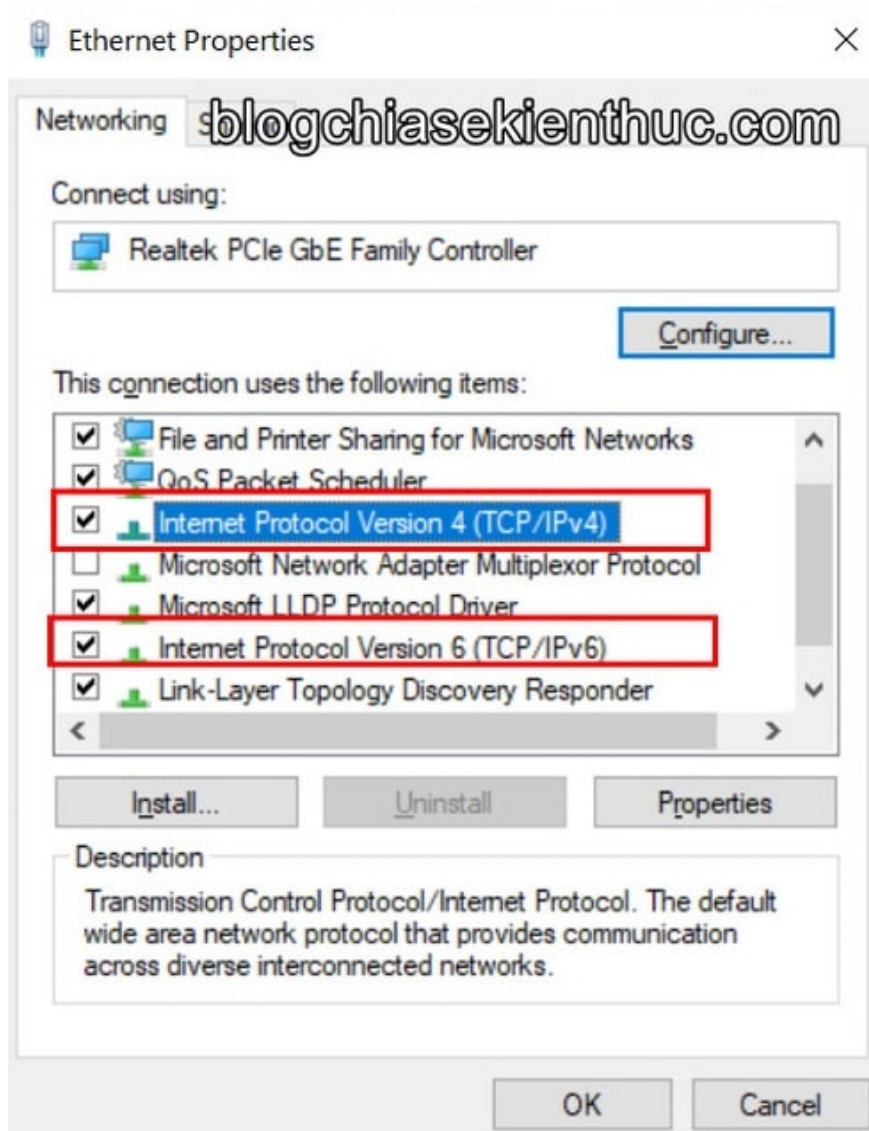 Ethernet Properties
Networking
blogchiasekienthuc.com
Connect using:
Realtek PCIe GbE Family Controller
Configure...
This connection uses the following items:
File and Printer Sharing for Microsoft Networks
QoS Packet Scheduler
Internet Protocol Version 4 (TCP/IPv4)
Microsoft Network Adapter Multiplexor Protocol
Microsoft LLDP Protocol Driver
Internet Protocol Version 6 (TCP/IPv6)
Link-Layer Topology Discovery Responder
Install... Uninstall Properties
Description
Transmission Control Protocol/Internet Protocol. The default
wide area network protocol that provides communication
across diverse interconnected networks.
OK Cancel